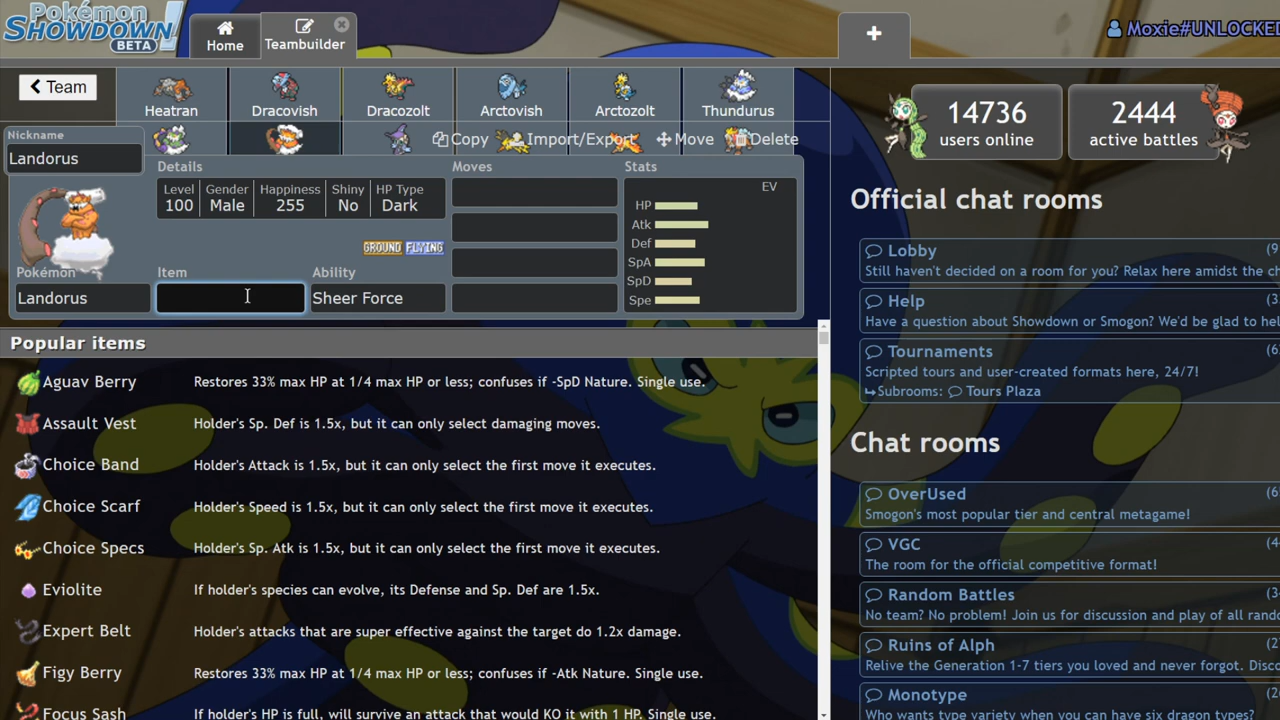 Pokémon
SHOWDOWN!
BETA
Home
Teambuilder
+
Moxie#UNLOCKED
Team
Heatran
Dracovish
Dracozolt
Arctovish
Arctozolt
Thundurus
Copy
Import/Export
Move
Delete
Nickname
Landorus
Details
Level
100
Gender
Male
Happiness
255
Shiny
No
HP Type
Dark
GROUND FLYING
Pokémon
Landorus
Item
Ability
Sheer Force
Moves
Stats
EV
HP
Atk
Def
SpA
SpD
Spe
Popular items
Aguav Berry Restores 33% max HP at 1/4 max HP or less; confuses if -SpD Nature. Single use.
Assault Vest Holder's Sp. Def is 1.5x, but it can only select damaging moves.
Choice Band Holder's Attack is 1.5x, but it can only select the first move it executes.
Choice Scarf Holder's Speed is 1.5x, but it can only select the first move it executes.
Choice Specs Holder's Sp. Atk is 1.5x, but it can only select the first move it executes.
Eviolite If holder's species can evolve, its Defense and Sp. Def are 1.5x.
Expert Belt Holder's attacks that are super effective against the target do 1.2x damage.
Figy Berry Restores 33% max HP at 1/4 max HP or less; confuses if -Atk Nature. Single use.
Focus Sash If holder's HP is full, will survive an attack that would KO it with 1 HP. Single use.
14736
users online
2444
active battles
Official chat rooms
Lobby (9
Still haven't decided on a room for you? Relax here amidst the ch
Help (3
Have a question about Showdown or Smogon? We'd be glad to hel
Tournaments (6
Scripted tours and user-created formats here, 24/7!
Subrooms: Tours Plaza
Chat rooms
OverUsed (6
Smogon's most popular tier and central metagame!
VGC (4
The room for the official competitive format!
Random Battles (3
No team? No problem! Join us for discussion and play of all rando
Ruins of Alph (2
Relive the Generation 1-7 tiers you loved and never forgot. Disco
Monotype (2
Who wants type variety when you can have six dragon types?